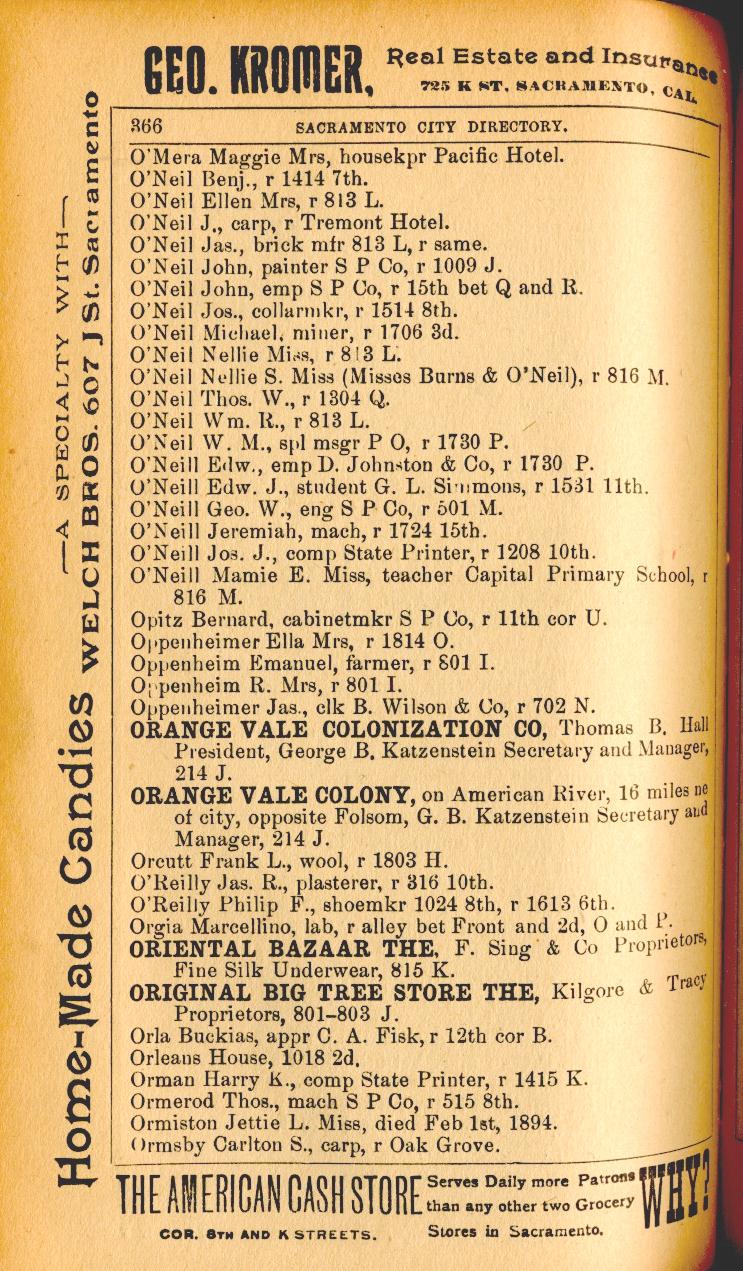 GEO. KROMER, Real Estate and Insurance
725 K ST. SACRAMENTO, CAL.
366 SACRAMENTO CITY DIRECTORY.
O'Mera Maggie Mrs, housekpr Pacific Hotel.
O'Neil Benj., r 1414 7th.
O'Neil Ellen Mrs, r 813 L.
O'Neil J., carp, r Tremont Hotel.
O'Neil Jas., brick mfr 813 L, r same.
O'Neil John, painter S P Co, r 1009 J.
O'Neil John, emp S P Co, r 15th bet Q and R.
O'Neil Jos., collarmkr, r 1514 8th.
O'Neil Michael, miner, r 1706 3d.
O'Neil Nellie Miss, r 813 L.
O'Neil Nellie S. Miss (Misses Burns & O'Neil), r 816 M.
O'Neil Thos. W., r 1304 Q.
O'Neil Wm. R., r 813 L.
O'Neil W. M., spl msgr P O, r 1730 P.
O'Neill Edw., emp D. Johnston & Co, r 1730 P.
O'Neill Edw. J., student G. L. Simmons, r 1531 11th.
O'Neill Geo. W., eng S P Co, r 501 M.
O'Neill Jeremiah, mach, r 1724 15th.
O'Neill Jos. J., comp State Printer, r 1208 10th.
O'Neill Mamie E. Miss, teacher Capital Primary School, r
816 M.
Opitz Bernard, cabinetmkr S P Co, r 11th cor U.
Oppenheimer Ella Mrs, r 1814 O.
Oppenheim Emanuel, farmer, r 801 I.
Oppenheim R. Mrs, r 801 I.
Oppenheimer Jas., clk B. Wilson & Co, r 702 N.
ORANGE VALE COLONIZATION CO, Thomas B. Hall
President, George B. Katzenstein Secretary and Manager,
214 J.
ORANGE VALE COLONY, on American River, 16 miles ne
of city, opposite Folsom, G. B. Katzenstein Secretary and
Manager, 214 J.
Orcutt Frank L., wool, r 1803 H.
O'Reilly Jas. R., plasterer, r 316 10th.
O'Reilly Philip F., shoemkr 1024 8th, r 1613 6th.
Orgia Marcellino, lab, r alley bet Front and 2d, O and P.
ORIENTAL BAZAAR THE, F. Sing & Co Proprietors,
Fine Silk Underwear, 815 K.
ORIGINAL BIG TREE STORE THE, Kilgore & Tracy
Proprietors, 801-803 J.
Orla Buckias, appr C. A. Fisk, r 12th cor B.
Orleans House, 1018 2d.
Orman Harry K., comp State Printer, r 1415 K.
Ormerod Thos., mach S P Co, r 515 8th.
Ormiston Jettie L. Miss, died Feb 1st, 1894.
Ormsby Carlton S., carp, r Oak Grove.
THE AMERICAN CASH STORE
COR. 8TH AND K STREETS.
Serves Daily more Patrons
than any other two Grocery
Stores in Sacramento.
WHY?
Home-Made Candies
—A SPECIALTY WITH—
WELCH BROS. 607 J St. Sacramento